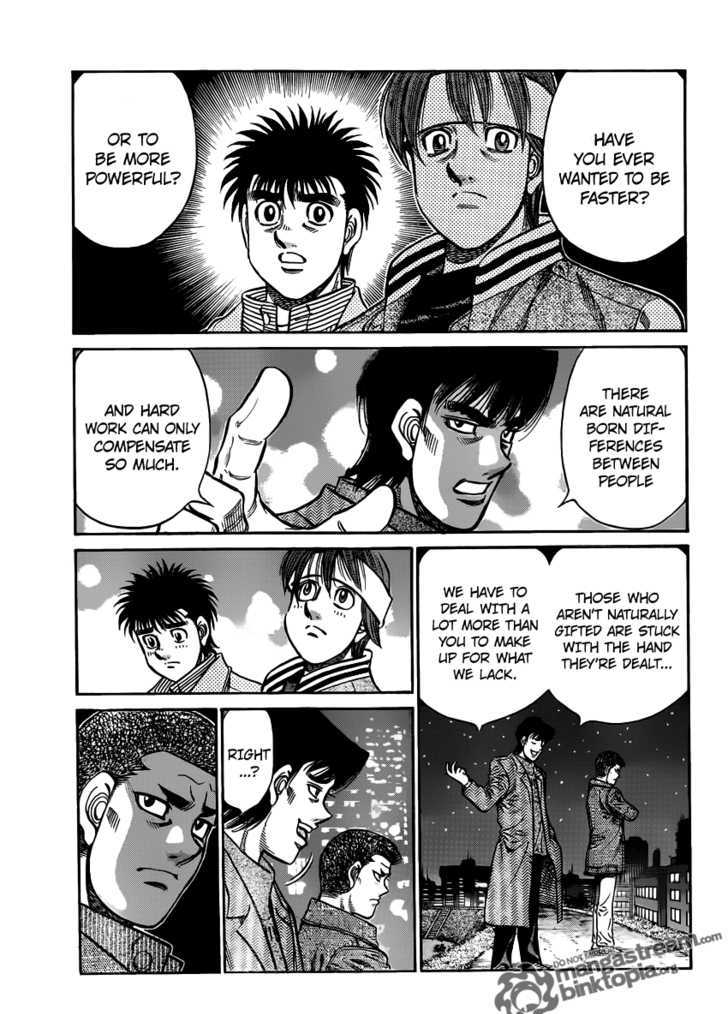 HAVE
YOU EVER
WANTED TO BE
FASTER?
OR TO
BE MORE
POWERFUL?
THERE
ARE NATURAL
BORN DIF-
FERENCES
BETWEEN
PEOPLE
AND HARD
WORK CAN ONLY
COMPENSATE
SO MUCH.
THOSE WHO
AREN'T NATURALLY
GIFTED ARE STUCK
WITH THE HAND
THEY'RE DEALT...
WE HAVE TO
DEAL WITH A
LOT MORE THAN
YOU TO MAKE
UP FOR WHAT
WE LACK.
RIGHT
...?
mangastream.com
binktopia.org